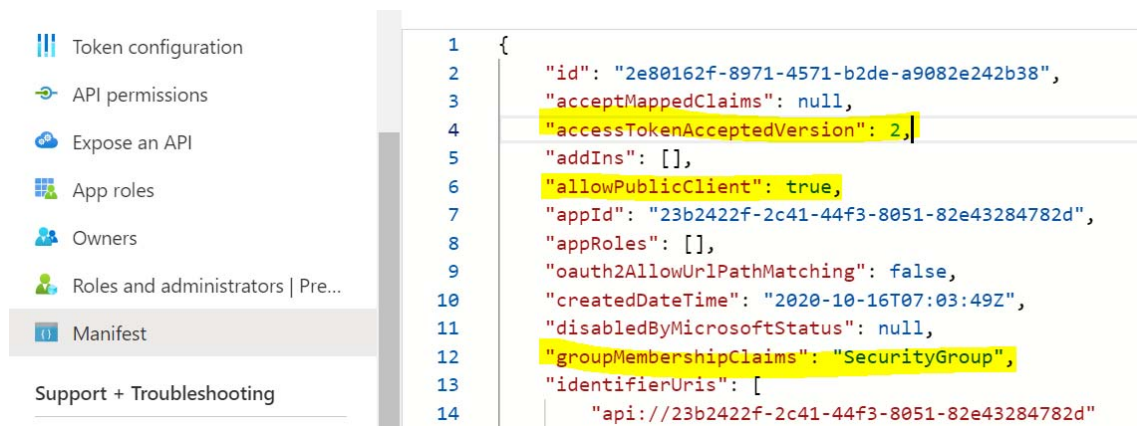 Token configuration
API permissions
Expose an API
App roles
Owners
Roles and administrators | Pre...
Manifest
Support + Troubleshooting
1 {
2 "id": "2e80162f-8971-4571-b2de-a9082e242b38",
3 "acceptMappedClaims": null,
4 "accessTokenAcceptedVersion": 2,
5 "addIns": [],
6 "allowPublicClient": true,
7 "appId": "23b2422f-2c41-44f3-8051-82e43284782d",
8 "appRoles": [],
9 "oauth2AllowUrlPathMatching": false,
10 "createdDateTime": "2020-10-16T07:03:49Z",
11 "disabledByMicrosoftStatus": null,
12 "groupMembershipClaims": "SecurityGroup",
13 "identifierUris": [
14 "api://23b2422f-2c41-44f3-8051-82e43284782d"